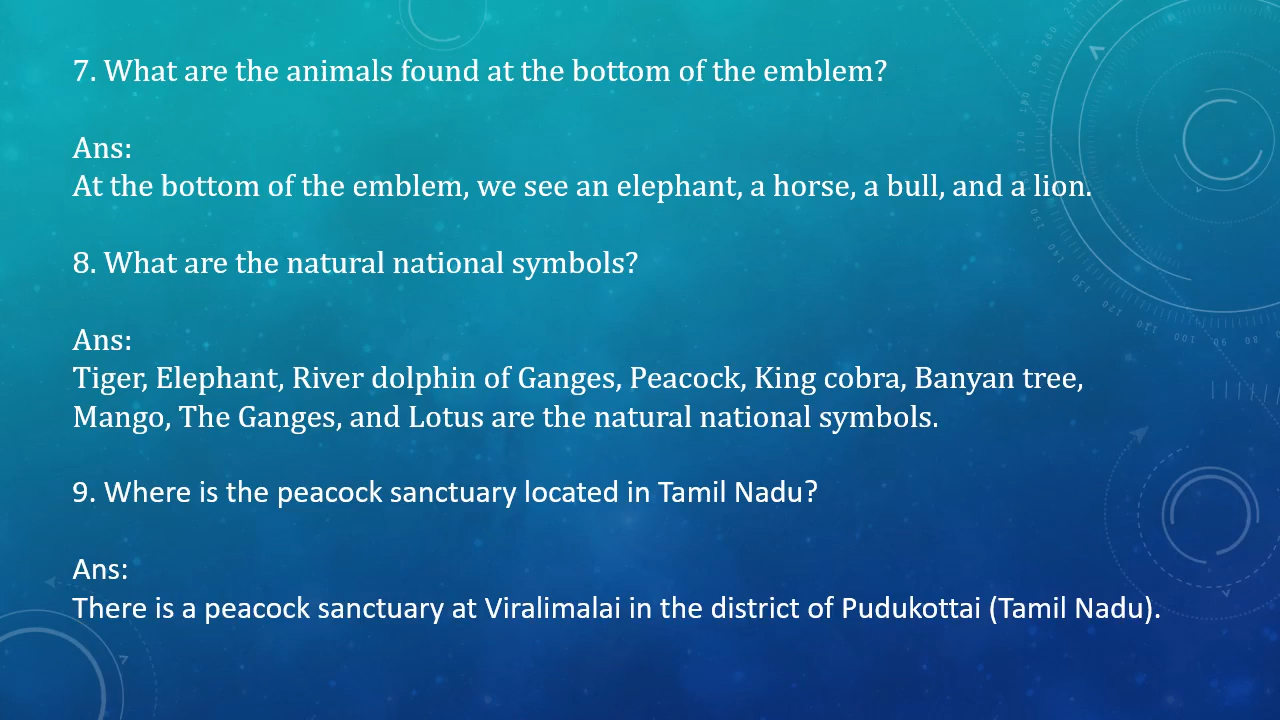 7. What are the animals found at the bottom of the emblem?
Ans:
At the bottom of the emblem, we see an elephant, a horse, a bull, and a lion.
8. What are the natural national symbols?
Ans:
Tiger, Elephant, River dolphin of Ganges, Peacock, King cobra, Banyan tree,
Mango, The Ganges, and Lotus are the natural national symbols.
9. Where is the peacock sanctuary located in Tamil Nadu?
Ans:
There is a peacock sanctuary at Viralimalai in the district of Pudukottai (Tamil Nadu).